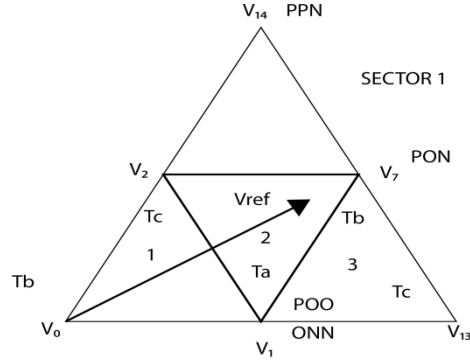 V₁₄ PPN
SECTOR 1
V₂
V₇
PON
Vref
Tc
Tb
1
2
3
Tb
Ta
Tc
POO
V₀
V₁
ONN
V₁₃